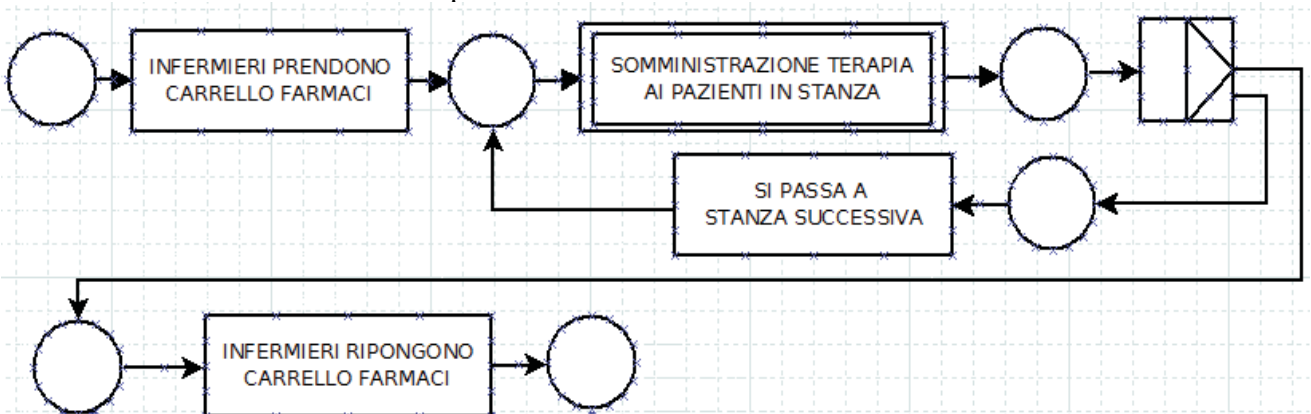 INFERMIERI PRENDONO
CARRELLO FARMACI
SOMMINISTRAZIONE TERAPIA
AI PAZIENTI IN STANZA
SI PASSA A
STANZA SUCCESSIVA
INFERMIERI RIPONGONO
CARRELLO FARMACI